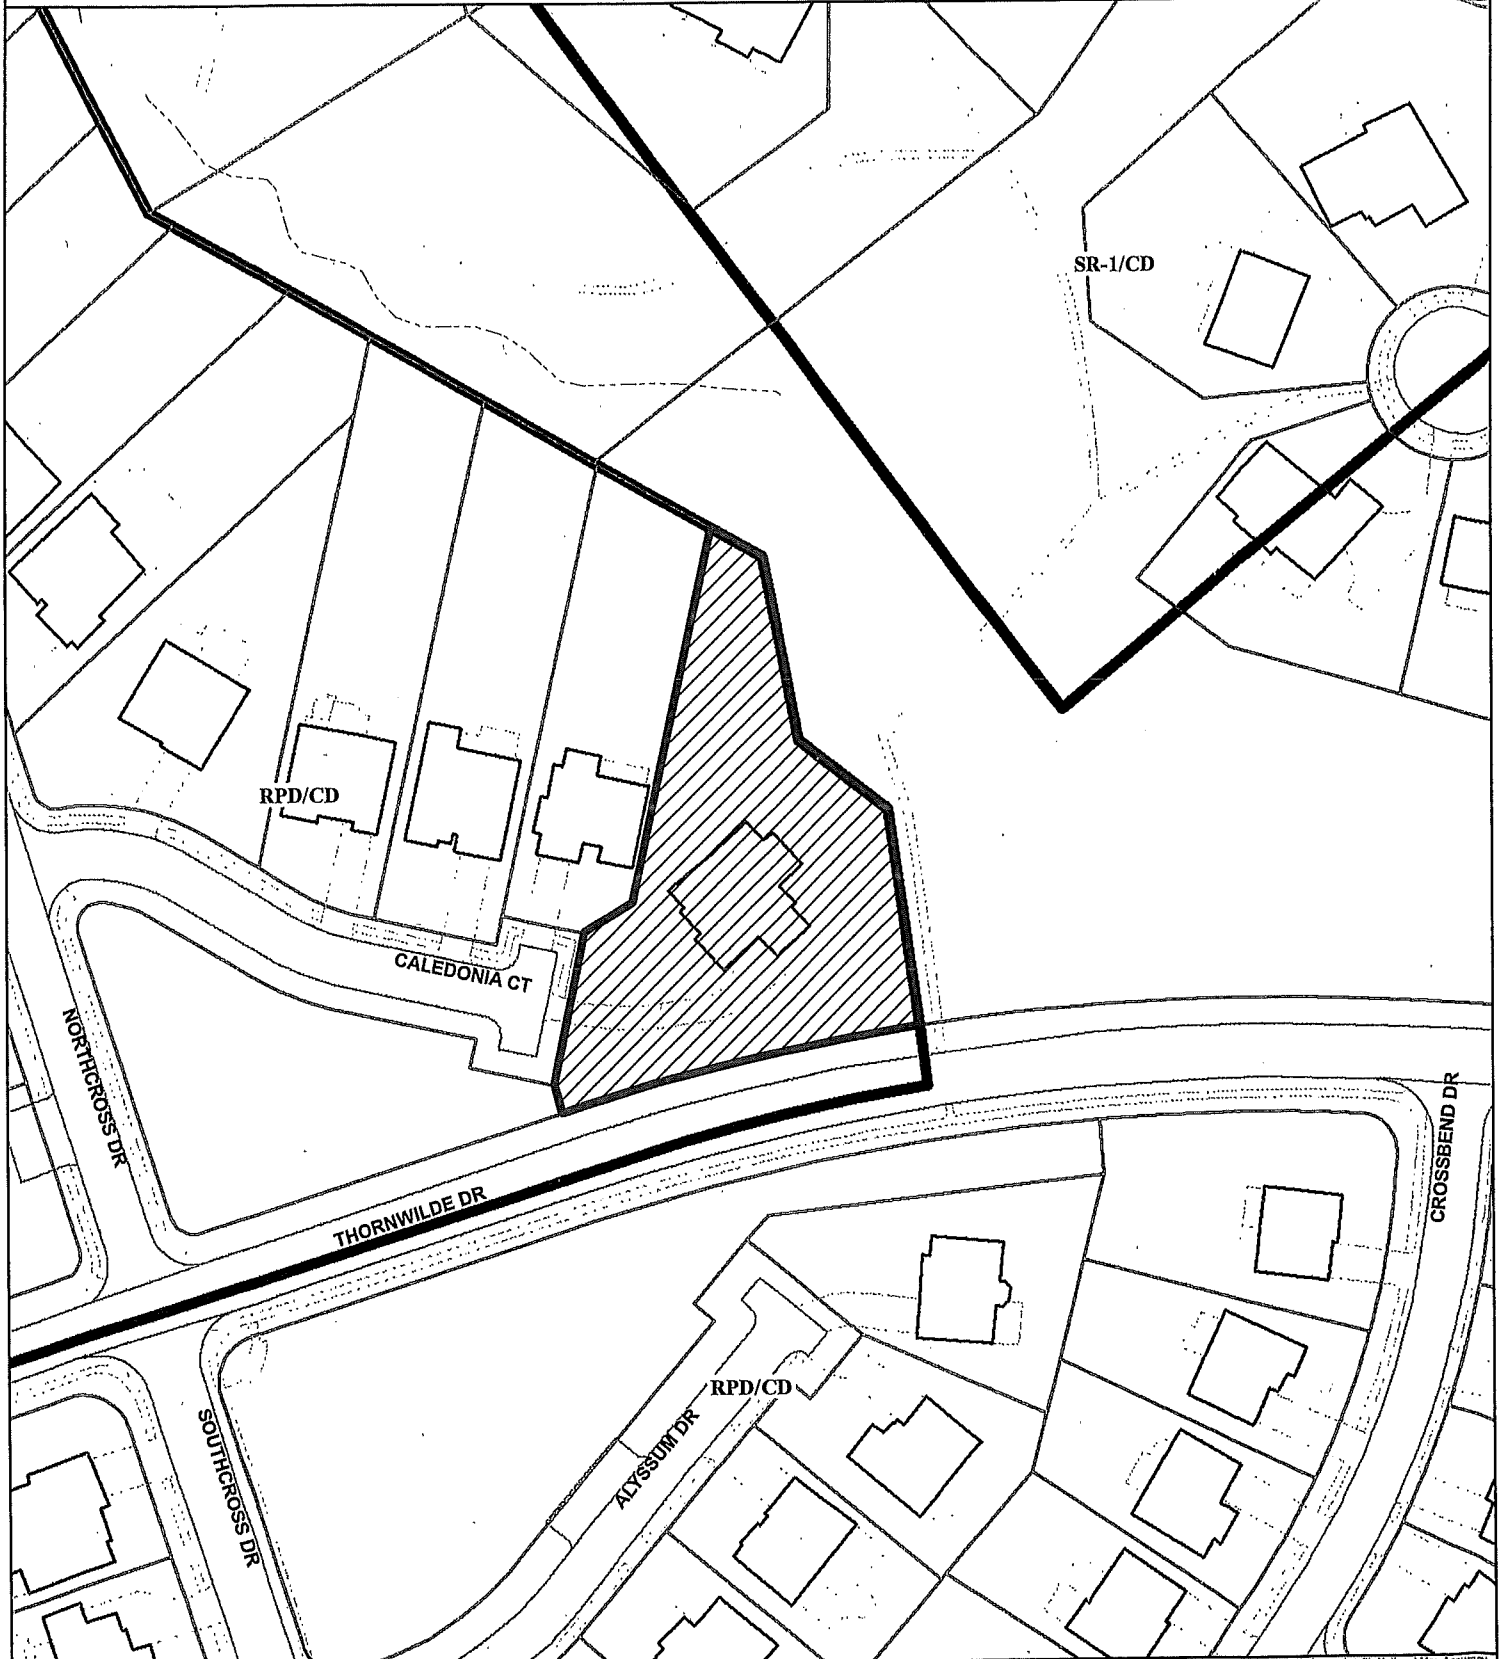 SR-1/CD
RPD/CD
CALEDONIA CT
NORTHCROSS DR
THORNWILDE DR
CROSSBEND DR
RPD/CD
ALYSSUM DR
SOUTHCROSS DR